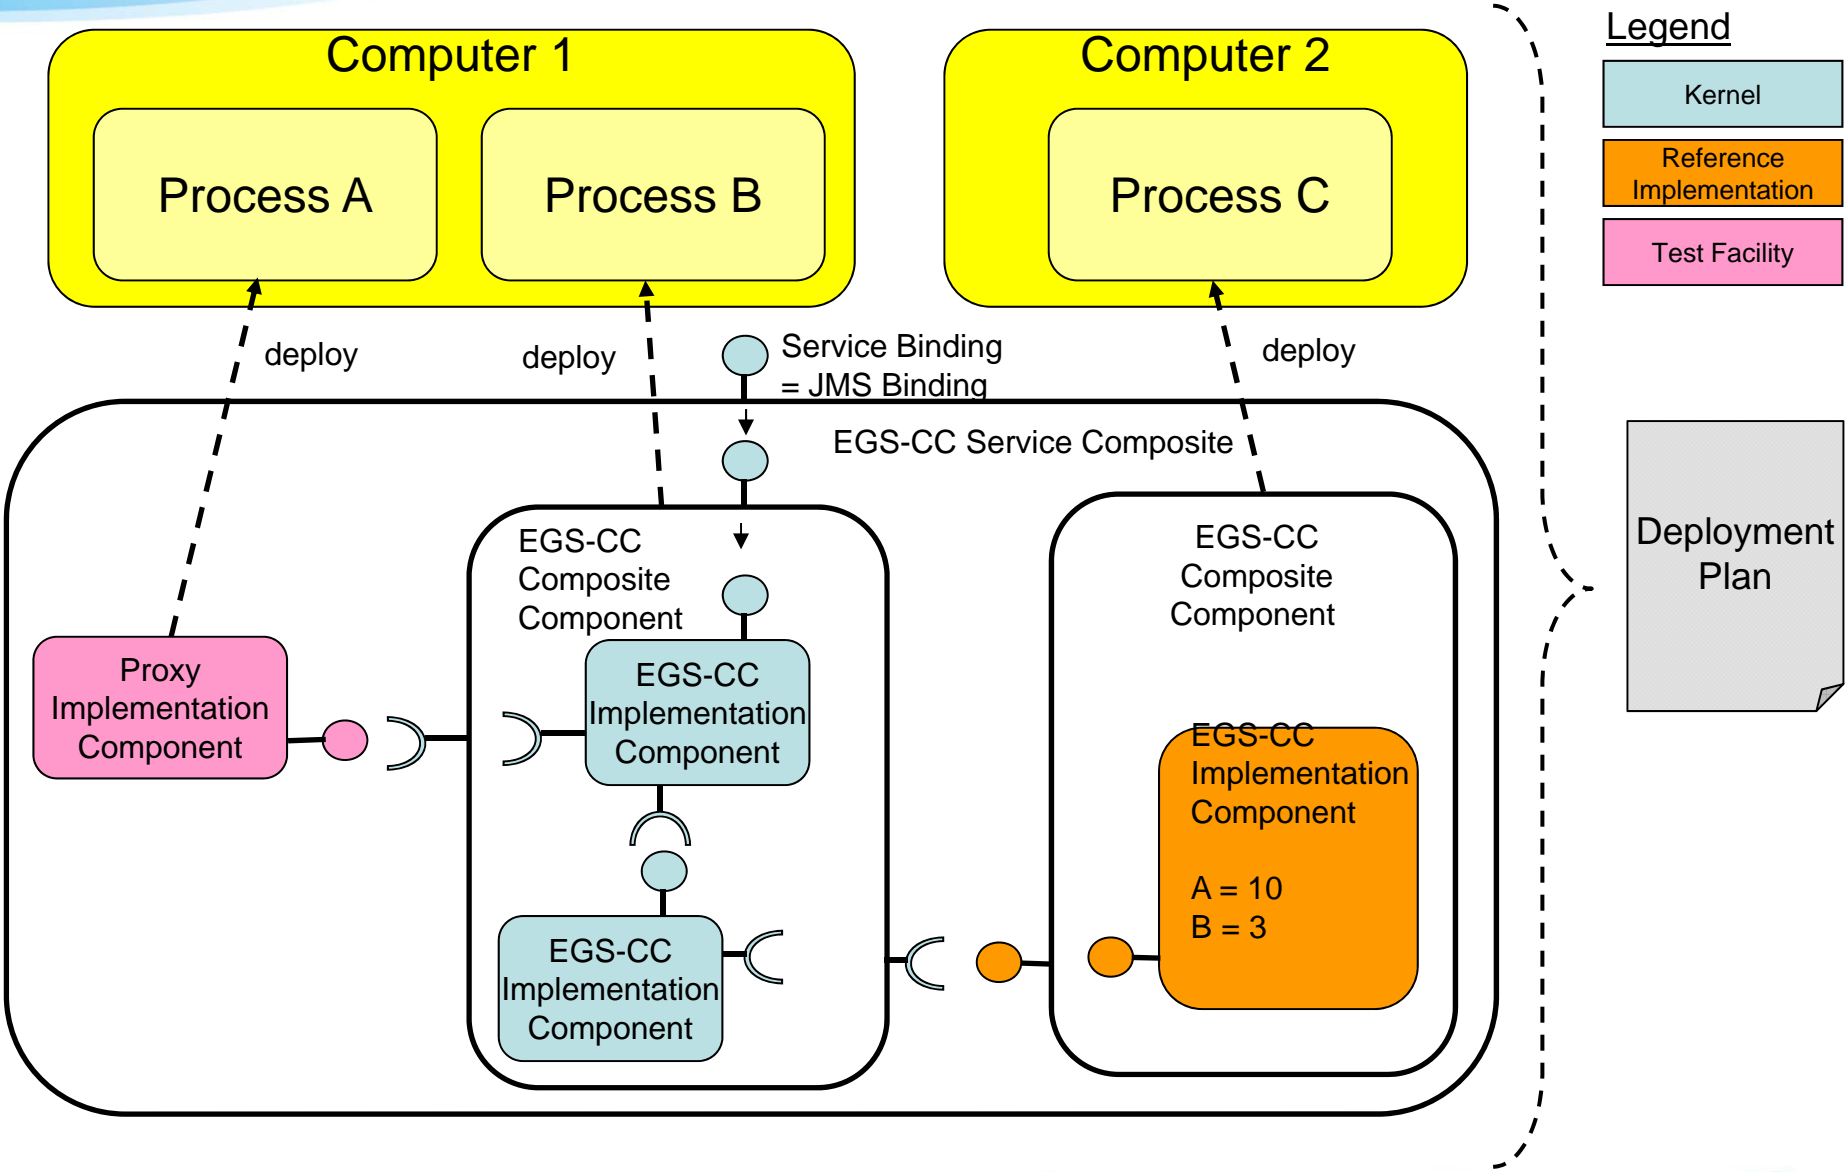 Computer 1
Computer 2
Legend
Kernel
Reference
Implementation
Test Facility
Process A
Process B
Process C
deploy
deploy
Service Binding
= JMS Binding
deploy
EGS-CC Service Composite
EGS-CC
Composite
Component
EGS-CC
Composite
Component
Deployment
Plan
Proxy
Implementation
Component
EGS-CC
Implementation
Component
EGS-CC
Implementation
Component
A = 10
B = 3
EGS-CC
Implementation
Component